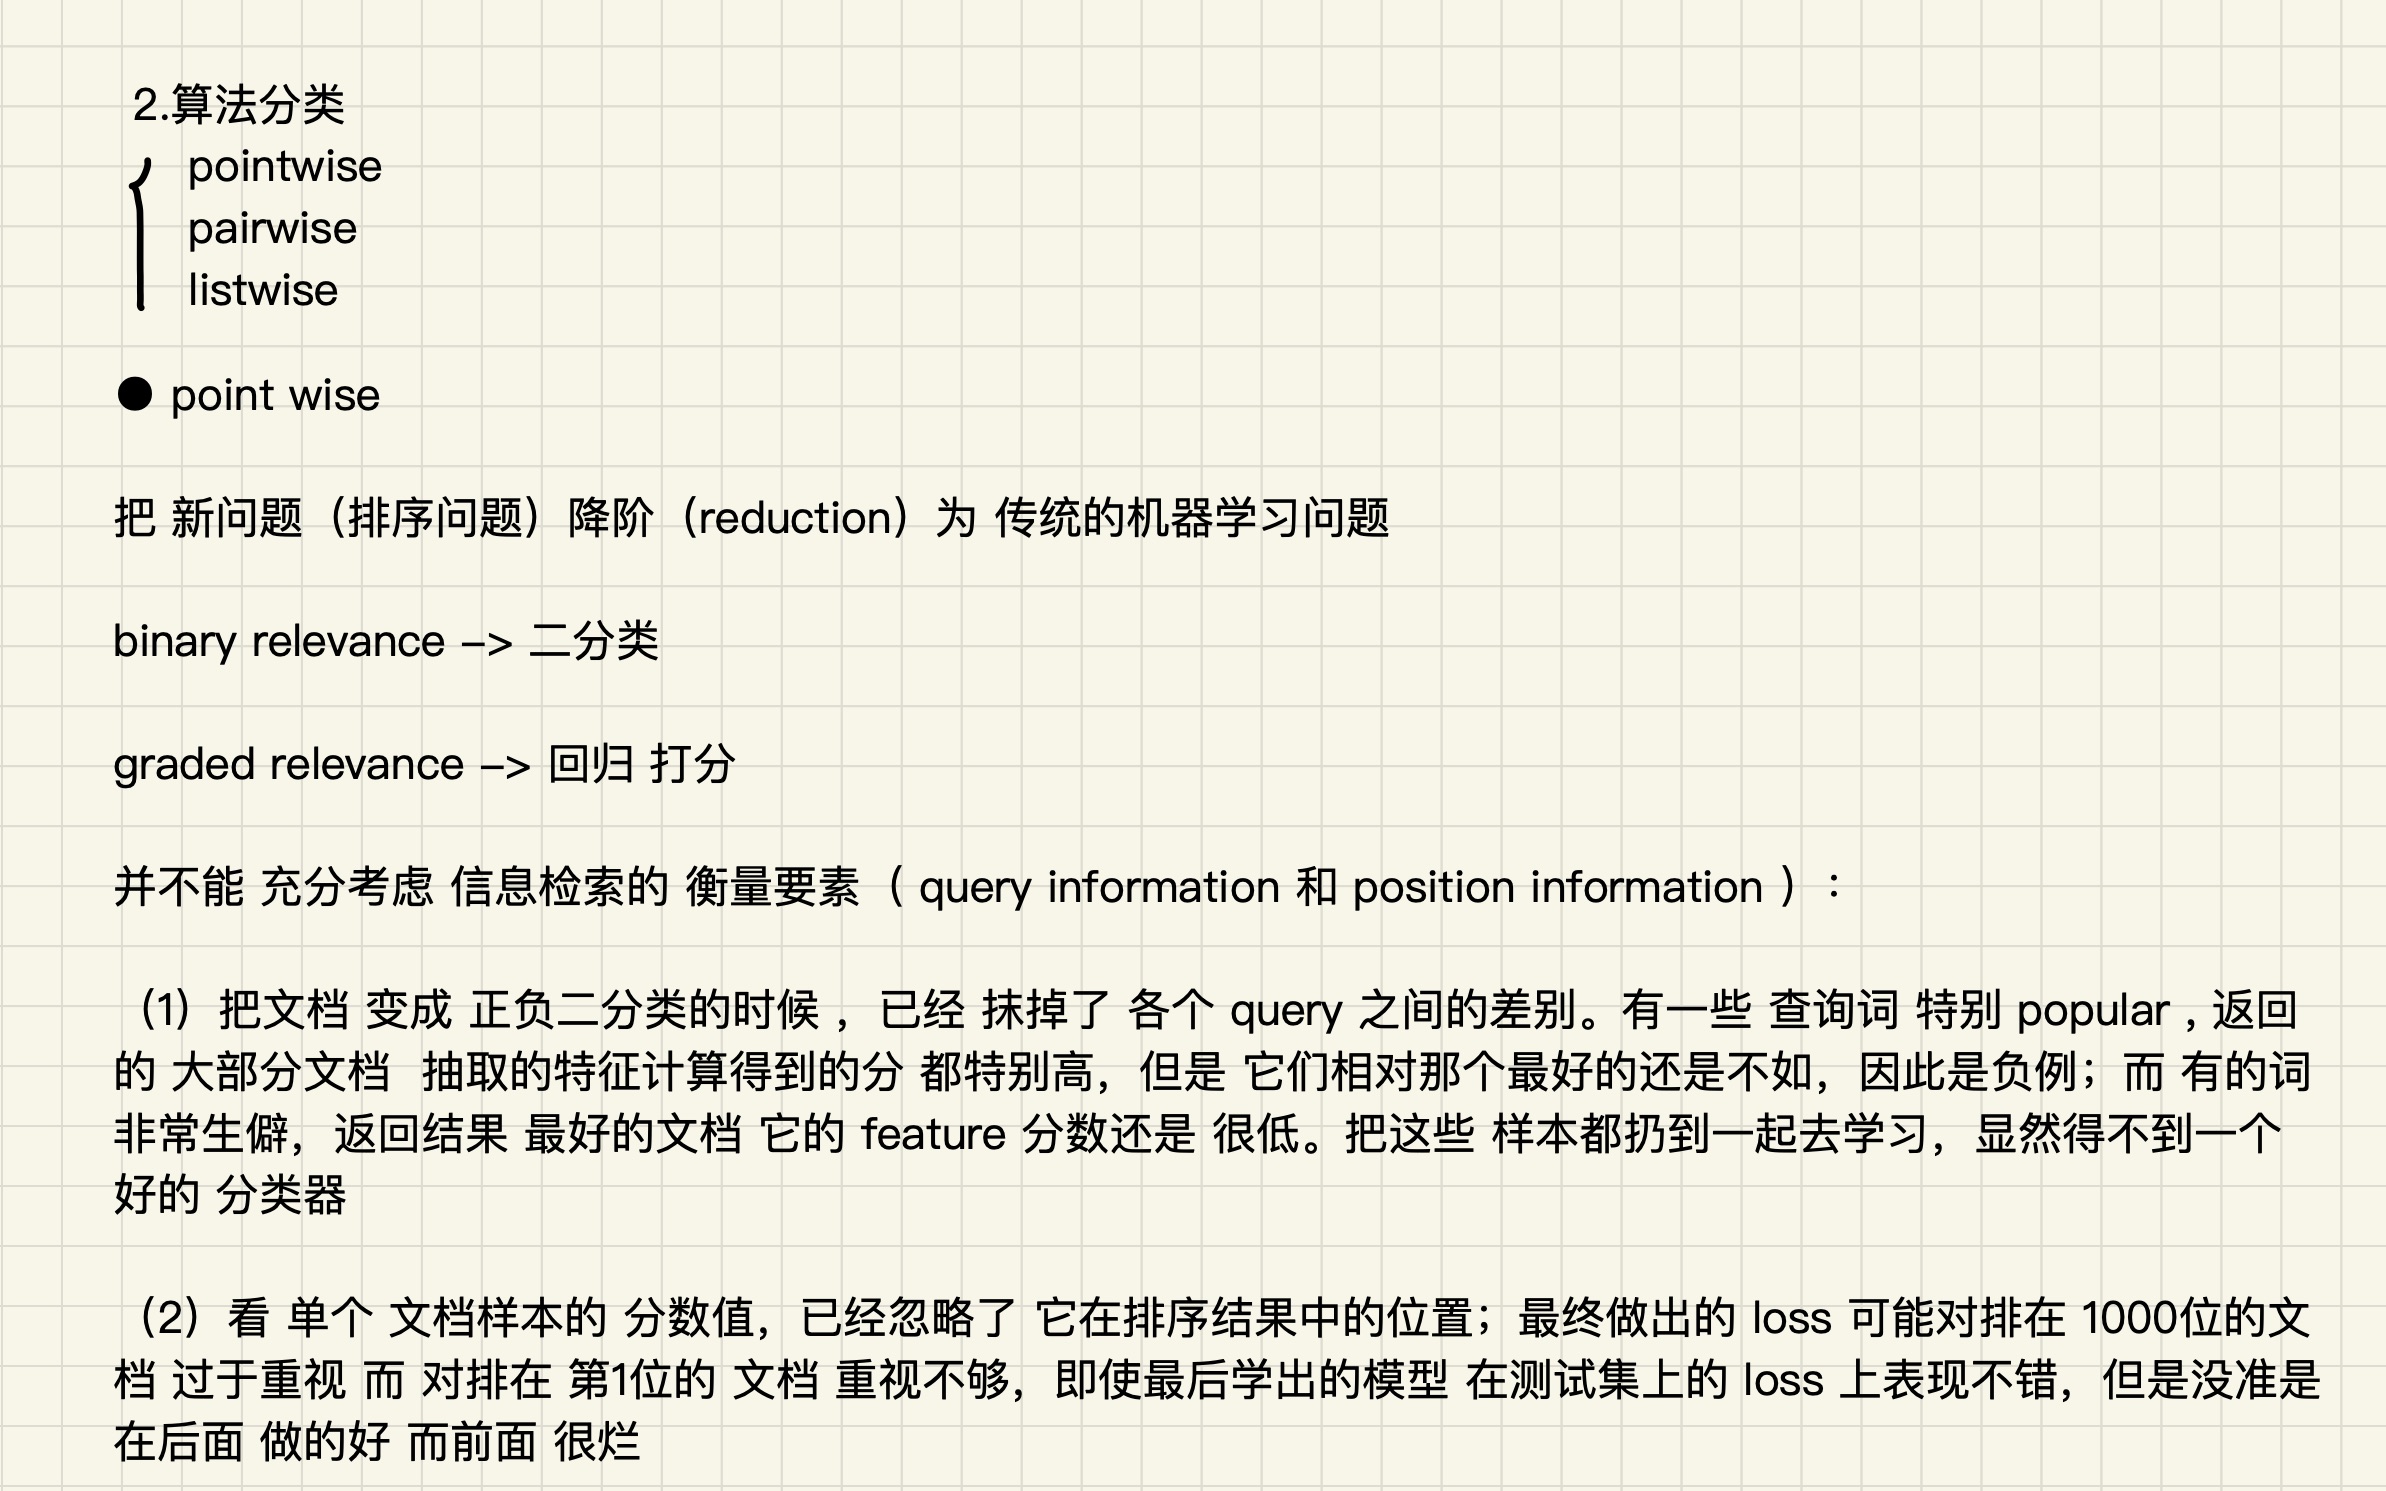 2.算法分类
pointwise
pairwise
listwise
point wise
把 新问题（排序问题）降阶（reduction）为 传统的机器学习问题
binary relevance –> 二分类
graded relevance –> 回归 打分
并不能 充分考虑 信息检索的 衡量要素（ query information 和 position information ）：
（1）把文档 变成 正负二分类的时候 ，已经 抹掉了 各个 query 之间的差别。有一些 查询词 特别 popular , 返回
的 大部分文档  抽取的特征计算得到的分 都特别高，但是 它们相对那个最好的还是不如，因此是负例；而 有的词
非常生僻，返回结果 最好的文档 它的 feature 分数还是 很低。把这些 样本都扔到一起去学习，显然得不到一个
好的 分类器
（2）看 单个 文档样本的 分数值，已经忽略了 它在排序结果中的位置；最终做出的 loss 可能对排在 1000位的文
档 过于重视 而 对排在 第1位的 文档 重视不够，即使最后学出的模型 在测试集上的 loss 上表现不错，但是没准是
在后面 做的好 而前面 很烂